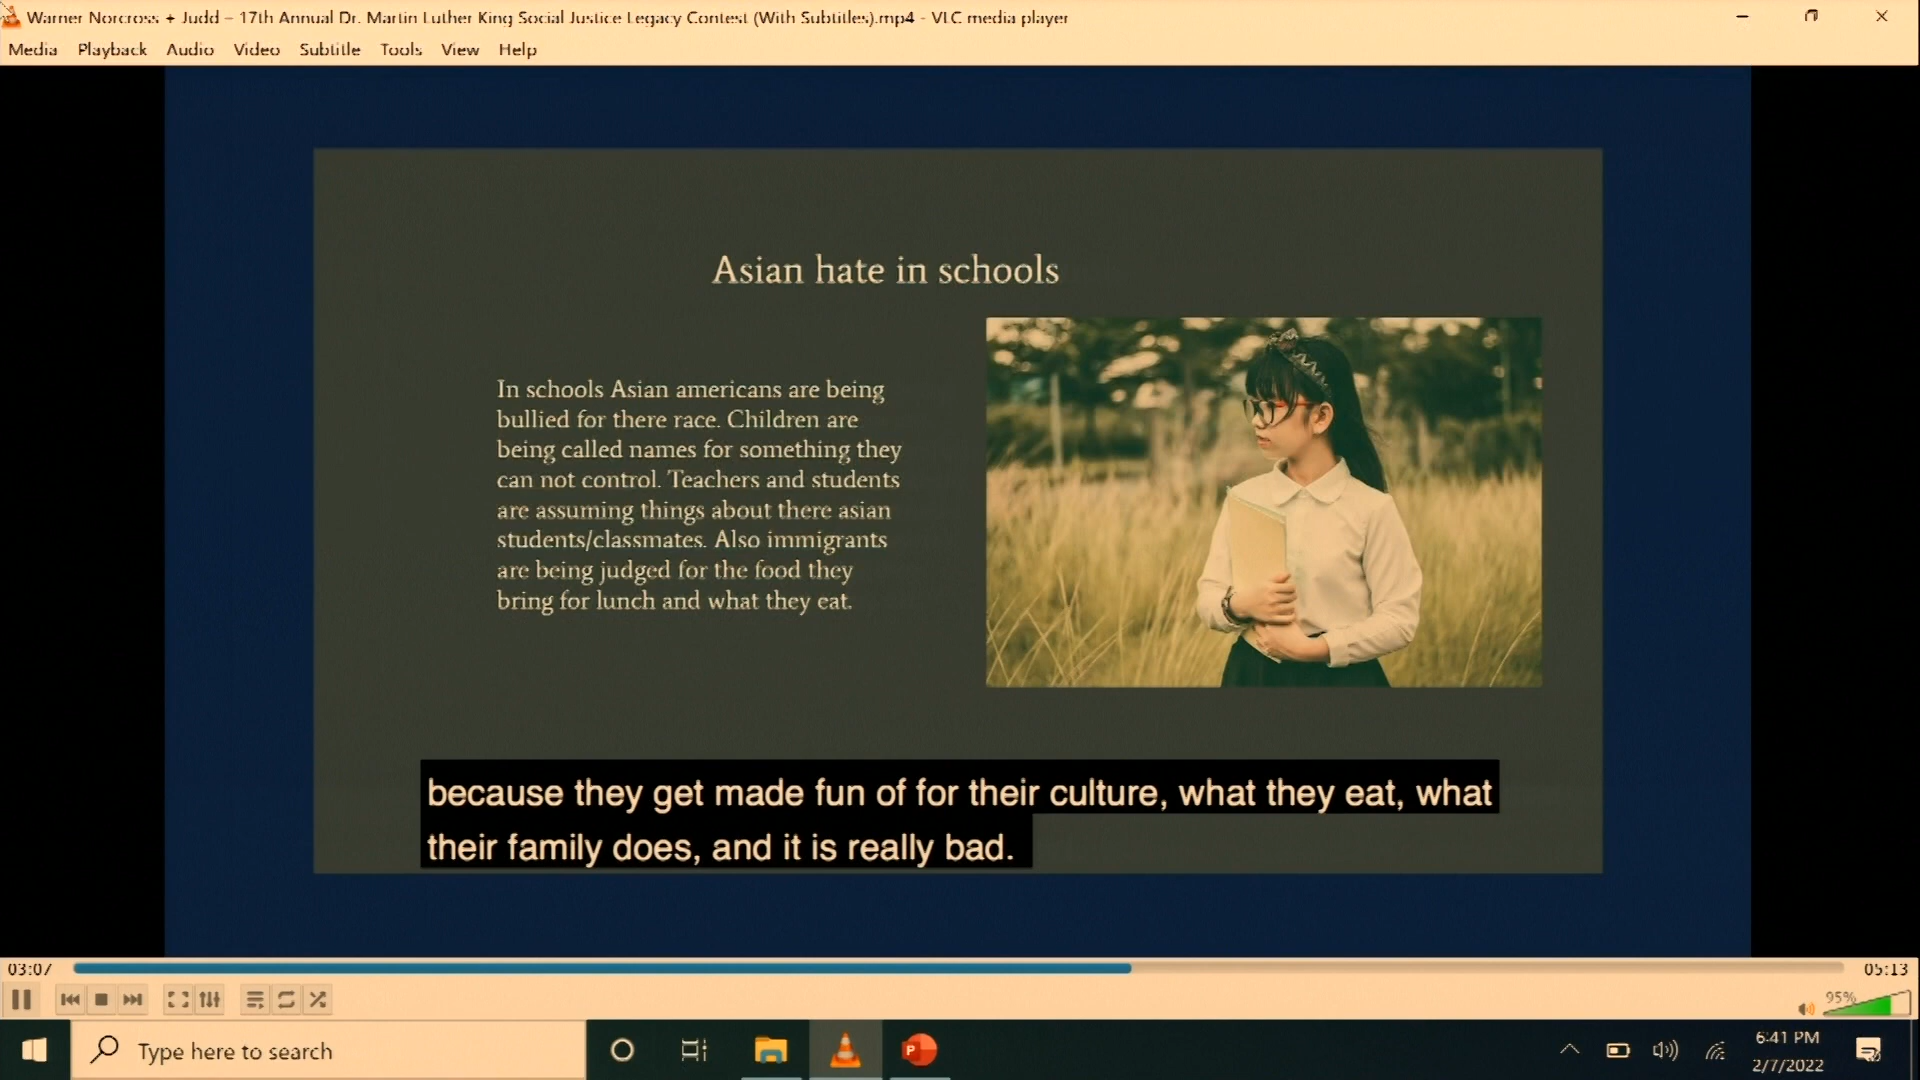 Warner Norcross + Judd – 17th Annual Dr. Martin Luther King Social Justice Legacy Contest (With Subtitles).mp4 - VLC media player
Media Playback Audio Video Subtitle Tools View Help
Asian hate in schools
In schools Asian americans are being
bullied for there race. Children are
being called names for something they
can not control. Teachers and students
are assuming things about there asian
students/classmates. Also immigrants
are being judged for the food they
bring for lunch and what they eat.
because they get made fun of for their culture, what they eat, what
their family does, and it is really bad.
03:07
05:13
95%
Type here to search
P
6:41 PM
2/7/2022